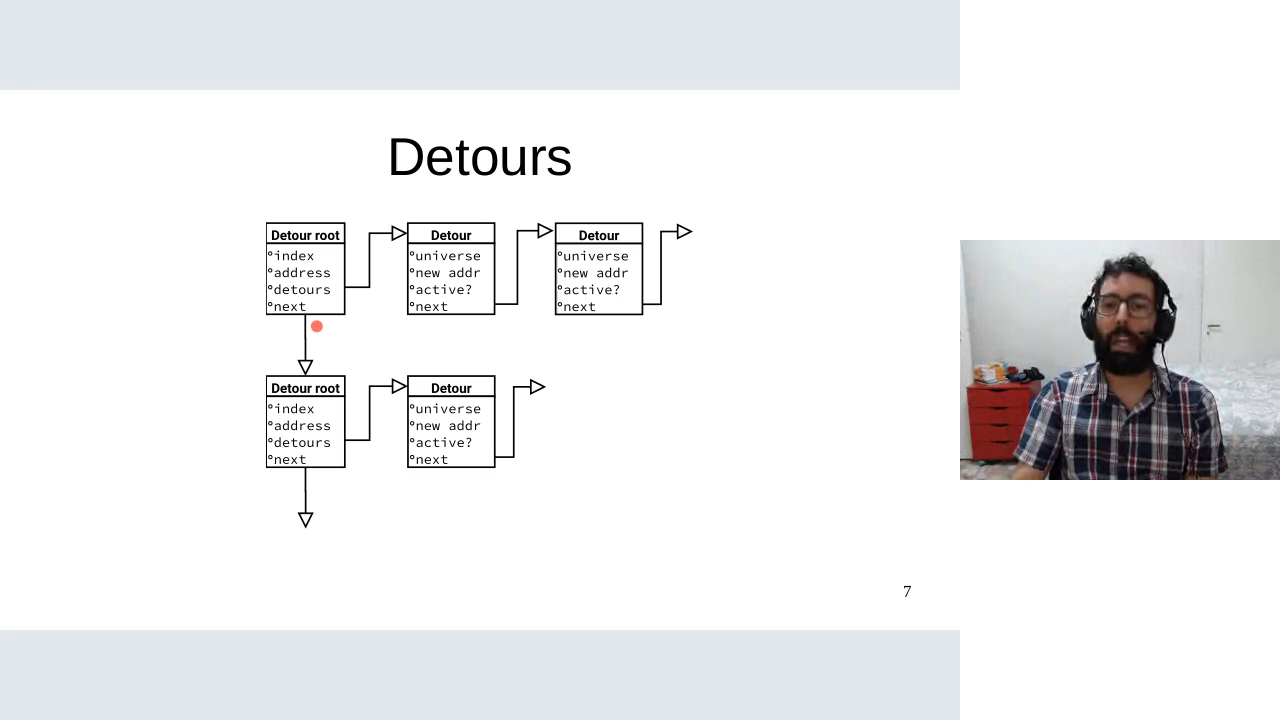 Detours
Detour root
°index
°address
°detours
°next
Detour
°universe
°new addr
°active?
°next
Detour
°universe
°new addr
°active?
°next
Detour root
°index
°address
°detours
°next
Detour
°universe
°new addr
°active?
°next
7